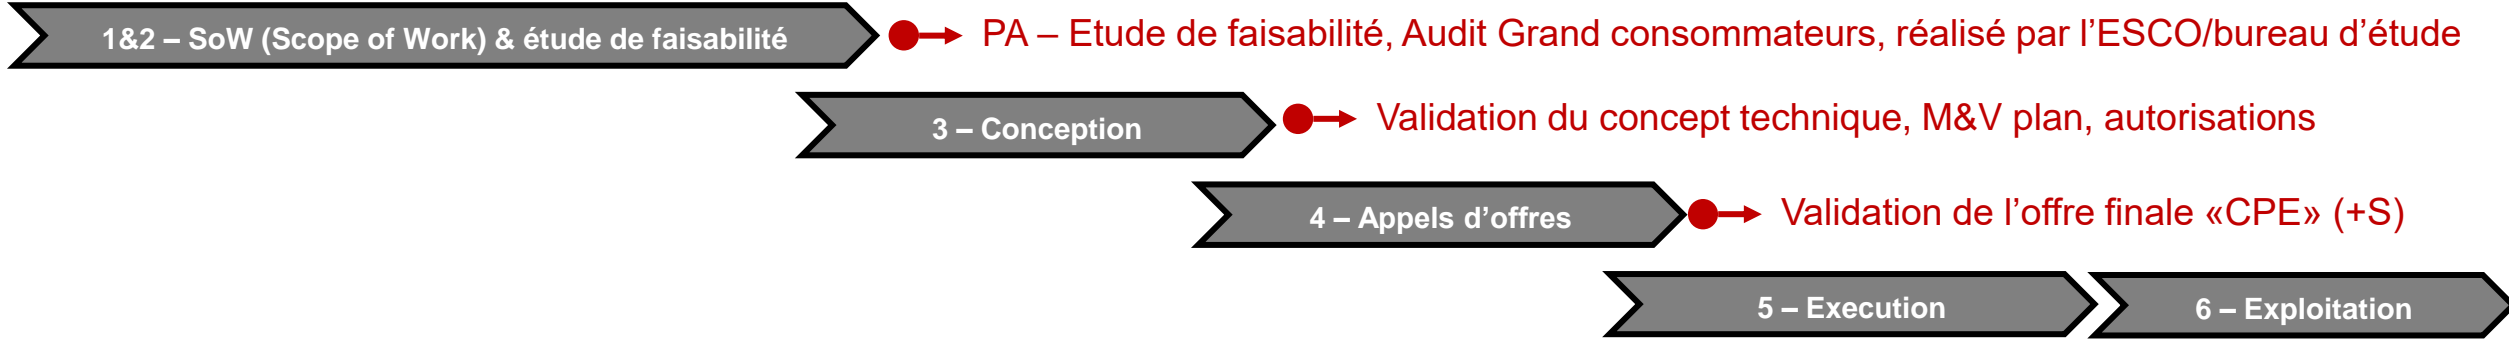 1&2 – SoW (Scope of Work) & étude de faisabilité
PA – Etude de faisabilité, Audit Grand consommateurs, réalisé par l’ESCO/bureau d’étude
3 – Conception
Validation du concept technique, M&V plan, autorisations
4 – Appels d’offres
Validation de l’offre finale «CPE» (+S)
5 – Execution
6 – Exploitation